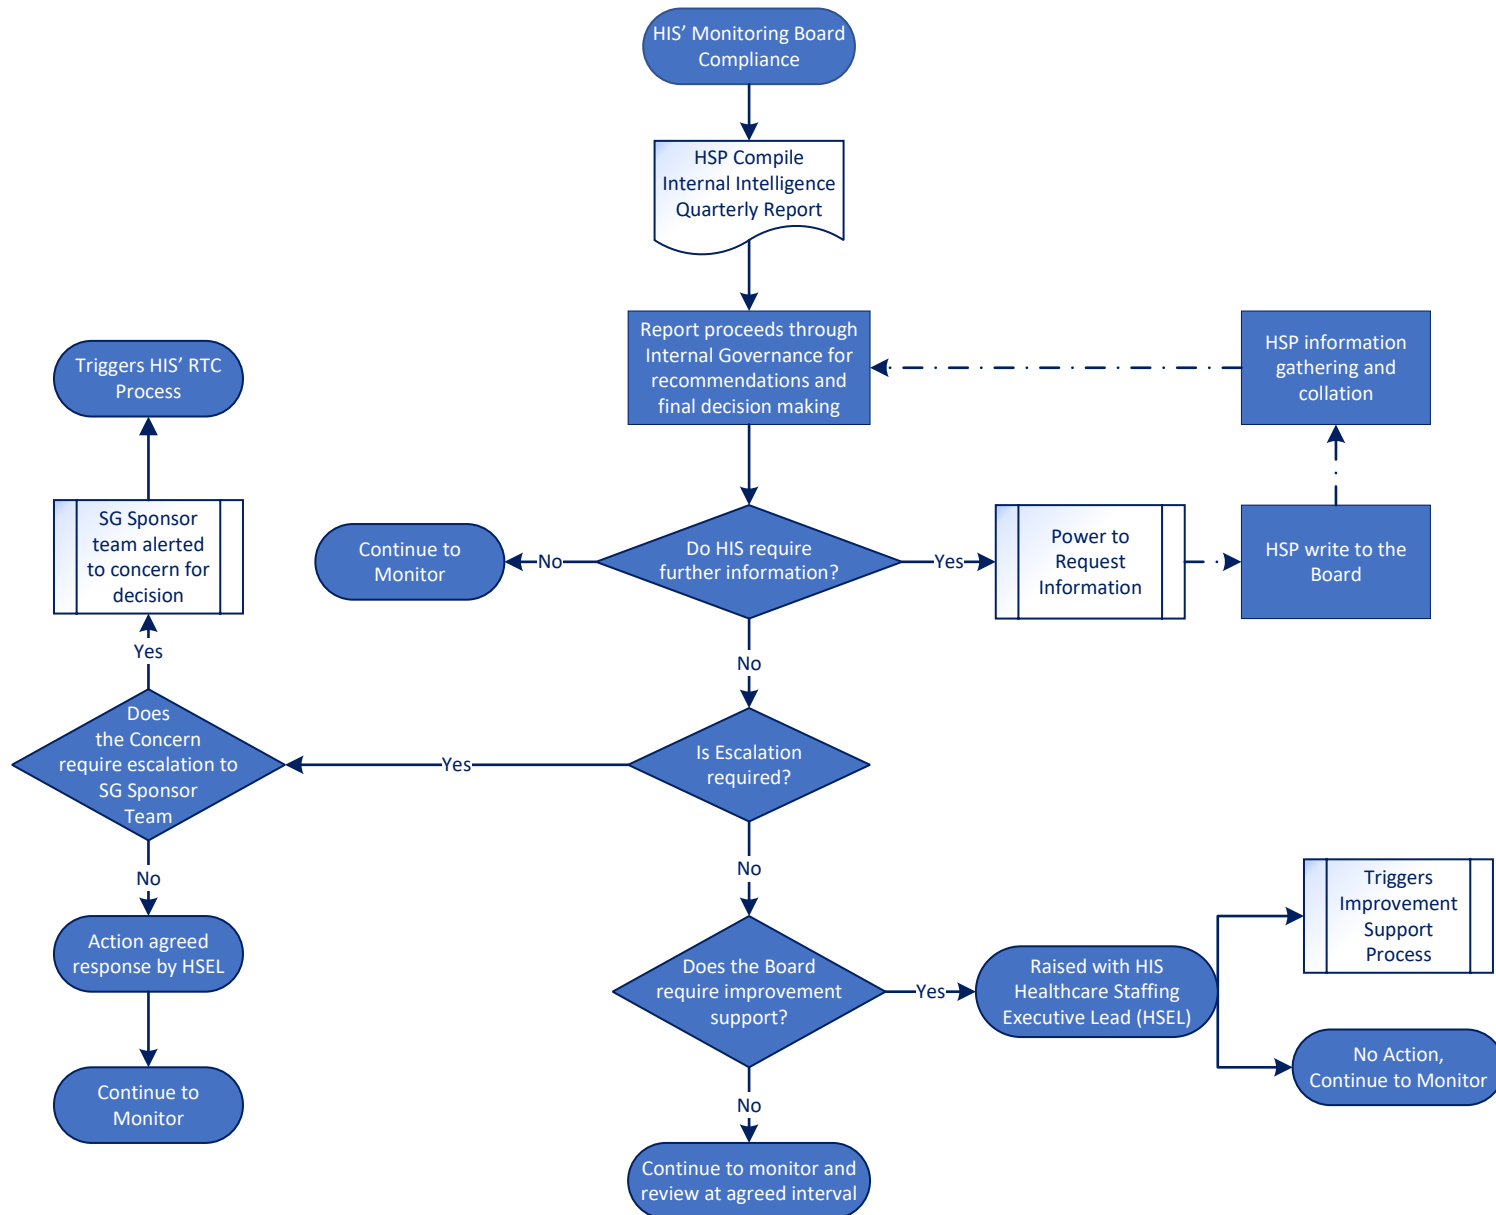 HIS’ Monitoring Board
Compliance
HSP Compile
Internal Intelligence
Quarterly Report
Report proceeds through
Internal Governance for
recommendations and
final decision making
HSP information
gathering and
collation
Triggers HIS’ RTC
Process
SG Sponsor
team alerted
to concern for
decision
Continue to
Monitor
No
Do HIS require
further information?
Yes
Power to
Request
Information
HSP write to the
Board
Yes
No
Does
the Concern
require escalation to
SG Sponsor
Team
Yes
Is Escalation
required?
No
No
Action agreed
response by HSEL
Does the Board
require improvement
support?
Yes
Raised with HIS
Healthcare Staffing
Executive Lead (HSEL)
Triggers
Improvement
Support
Process
No Action,
Continue to Monitor
Continue to
Monitor
No
Continue to monitor and
review at agreed interval